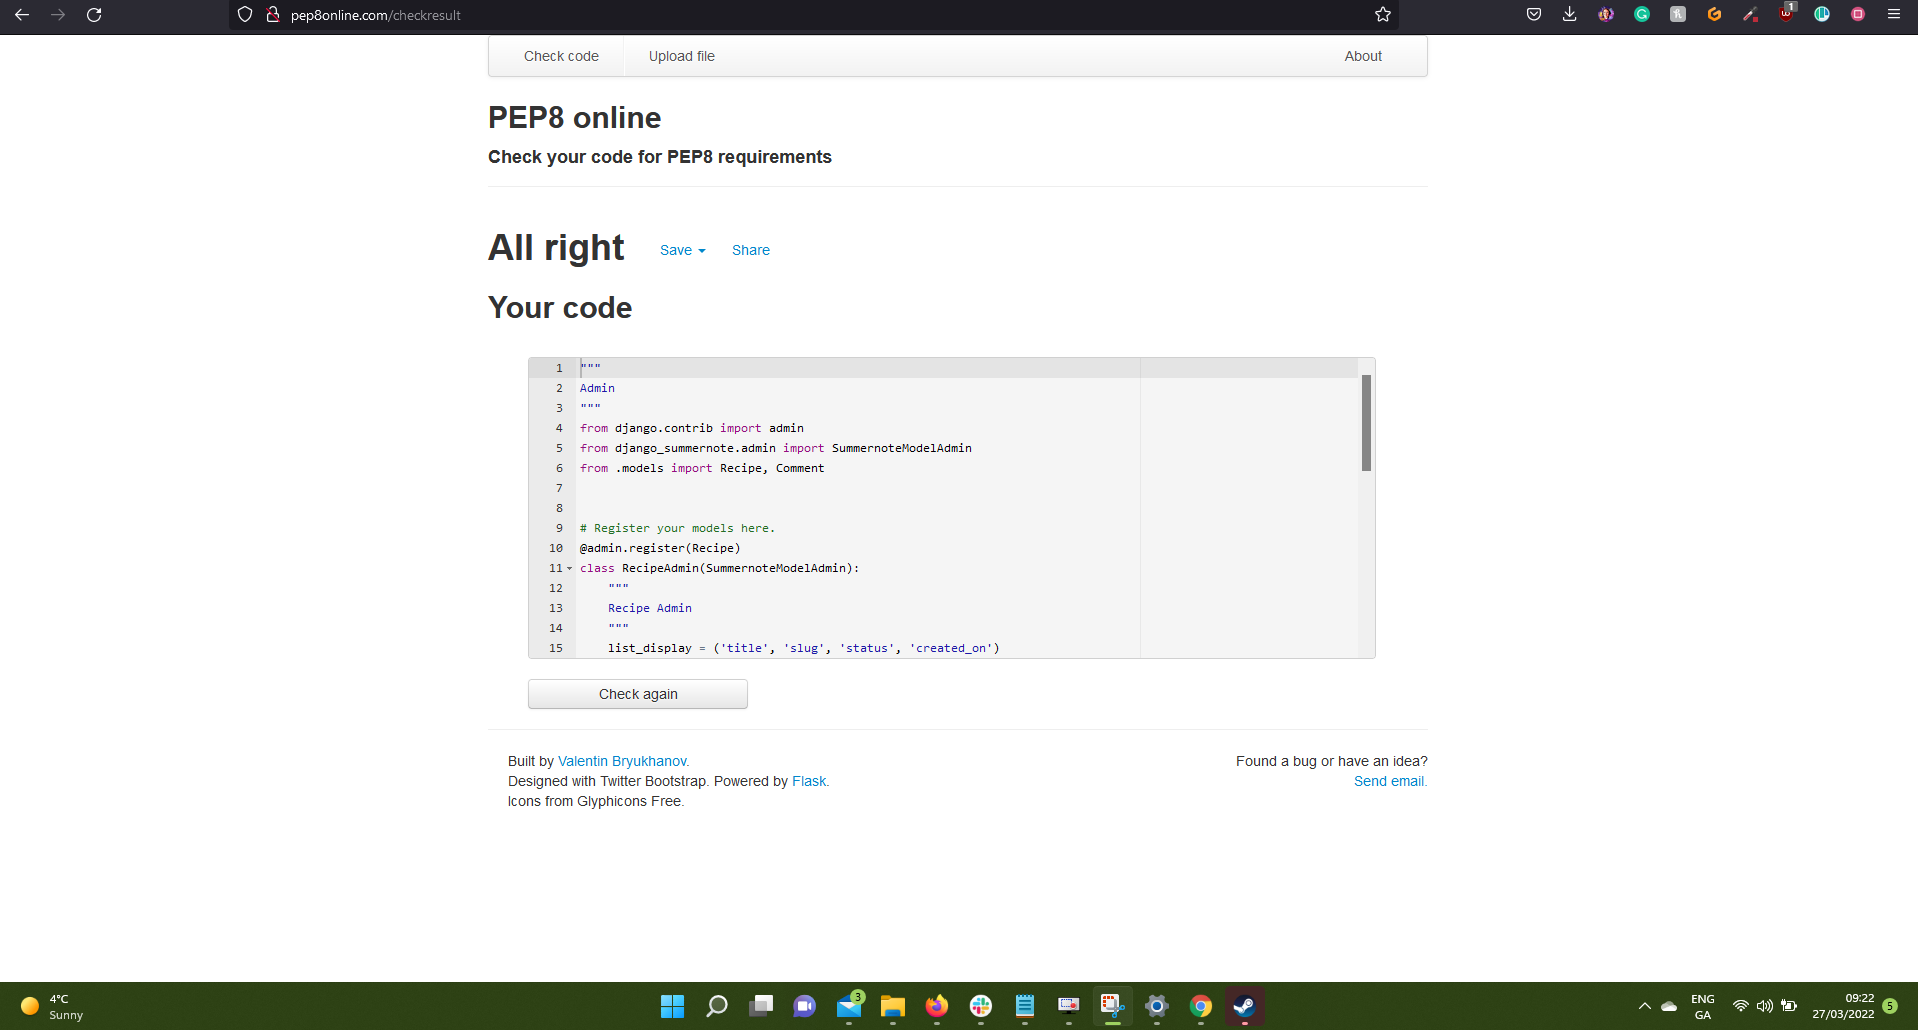 pep8online.com/checkresult
1
Check code
Upload file
About
PEP8 online
Check your code for PEP8 requirements
All right
Save
Share
Your code
1 """
2 Admin
3 """
4 from django.contrib import admin
5 from django_summernote.admin import SummernoteModelAdmin
6 from .models import Recipe, Comment
7
8
9 # Register your models here.
10 @admin.register(Recipe)
11 class RecipeAdmin(SummernoteModelAdmin):
12 """
13 Recipe Admin
14 """
15 list_display = ('title', 'slug', 'status', 'created_on')
Check again
Built by Valentin Bryukhanov.
Designed with Twitter Bootstrap. Powered by Flask.
Icons from Glyphicons Free.
Found a bug or have an idea?
Send email.
4°C
Sunny
3
ENG
GA
09:22
27/03/2022
5